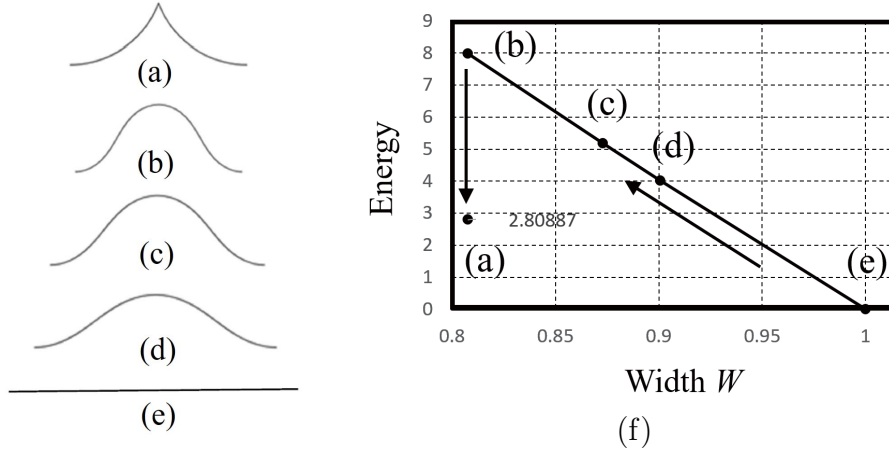 (a)
(b)
(c)
(d)
(e)
9
8
7
6
5
4
3
2
1
0
Energy
(b)
(c)
(d)
2.80887
(a)
(e)
0.8 0.85 0.9 0.95 1
Width W
(f)